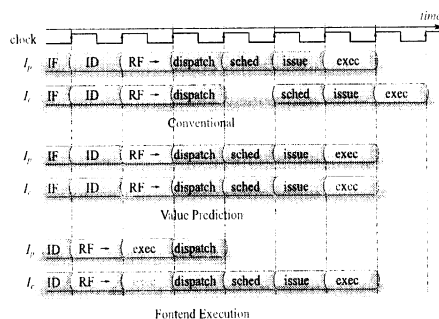 time
clock
I_p IF ID RF → dispatch sched issue exec
I_c IF ID RF → dispatch sched issue exec
Conventional
I_p IF ID RF → dispatch sched issue exec
I_c IF ID RF → dispatch sched issue exec
Value Prediction
I_p ID RF → exec dispatch
I_c ID RF → dispatch sched issue exec
Fontend Execution